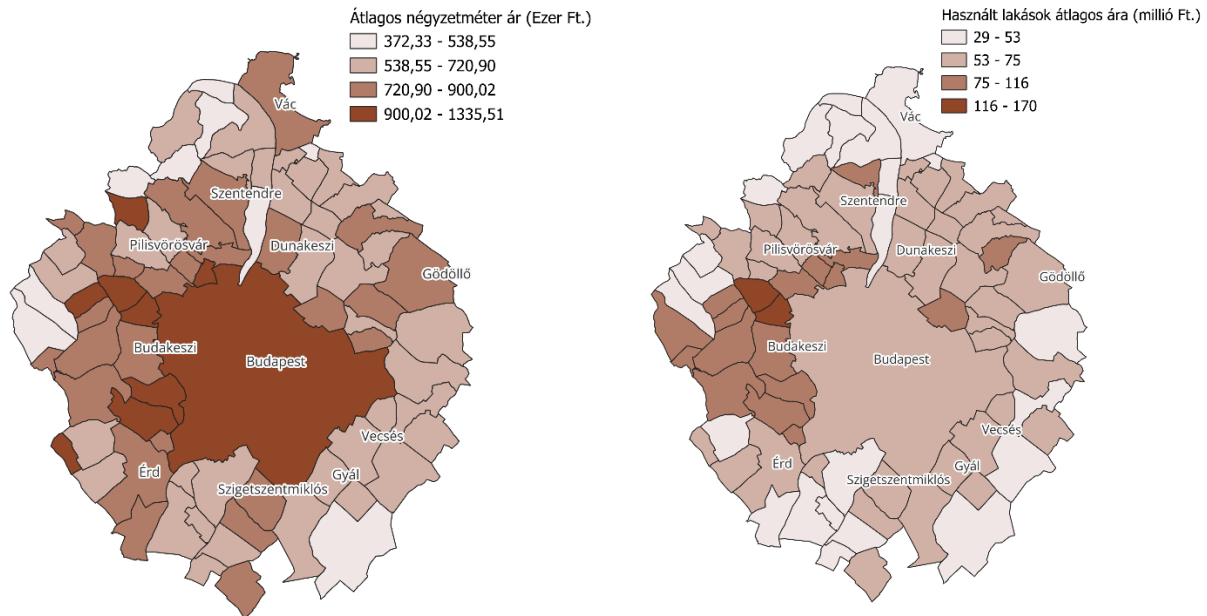 Átlagos négyzetméter ár (Ezer Ft.)
372,33 - 538,55
538,55 - 720,90
720,90 - 900,02
900,02 - 1335,51
Vác
Szentendre
Pilisvörösvár
Dunakeszi
Gödöllő
Budakeszi
Budapest
Vecsés
Érd
Gyál
Szigetszentmiklós
Használt lakások átlagos ára (millió Ft.)
29 - 53
53 - 75
75 - 116
116 - 170
Vác
Szentendre
Pilisvörösvár
Dunakeszi
Gödöllő
Budakeszi
Budapest
Vecsés
Érd
Gyál
Szigetszentmiklós